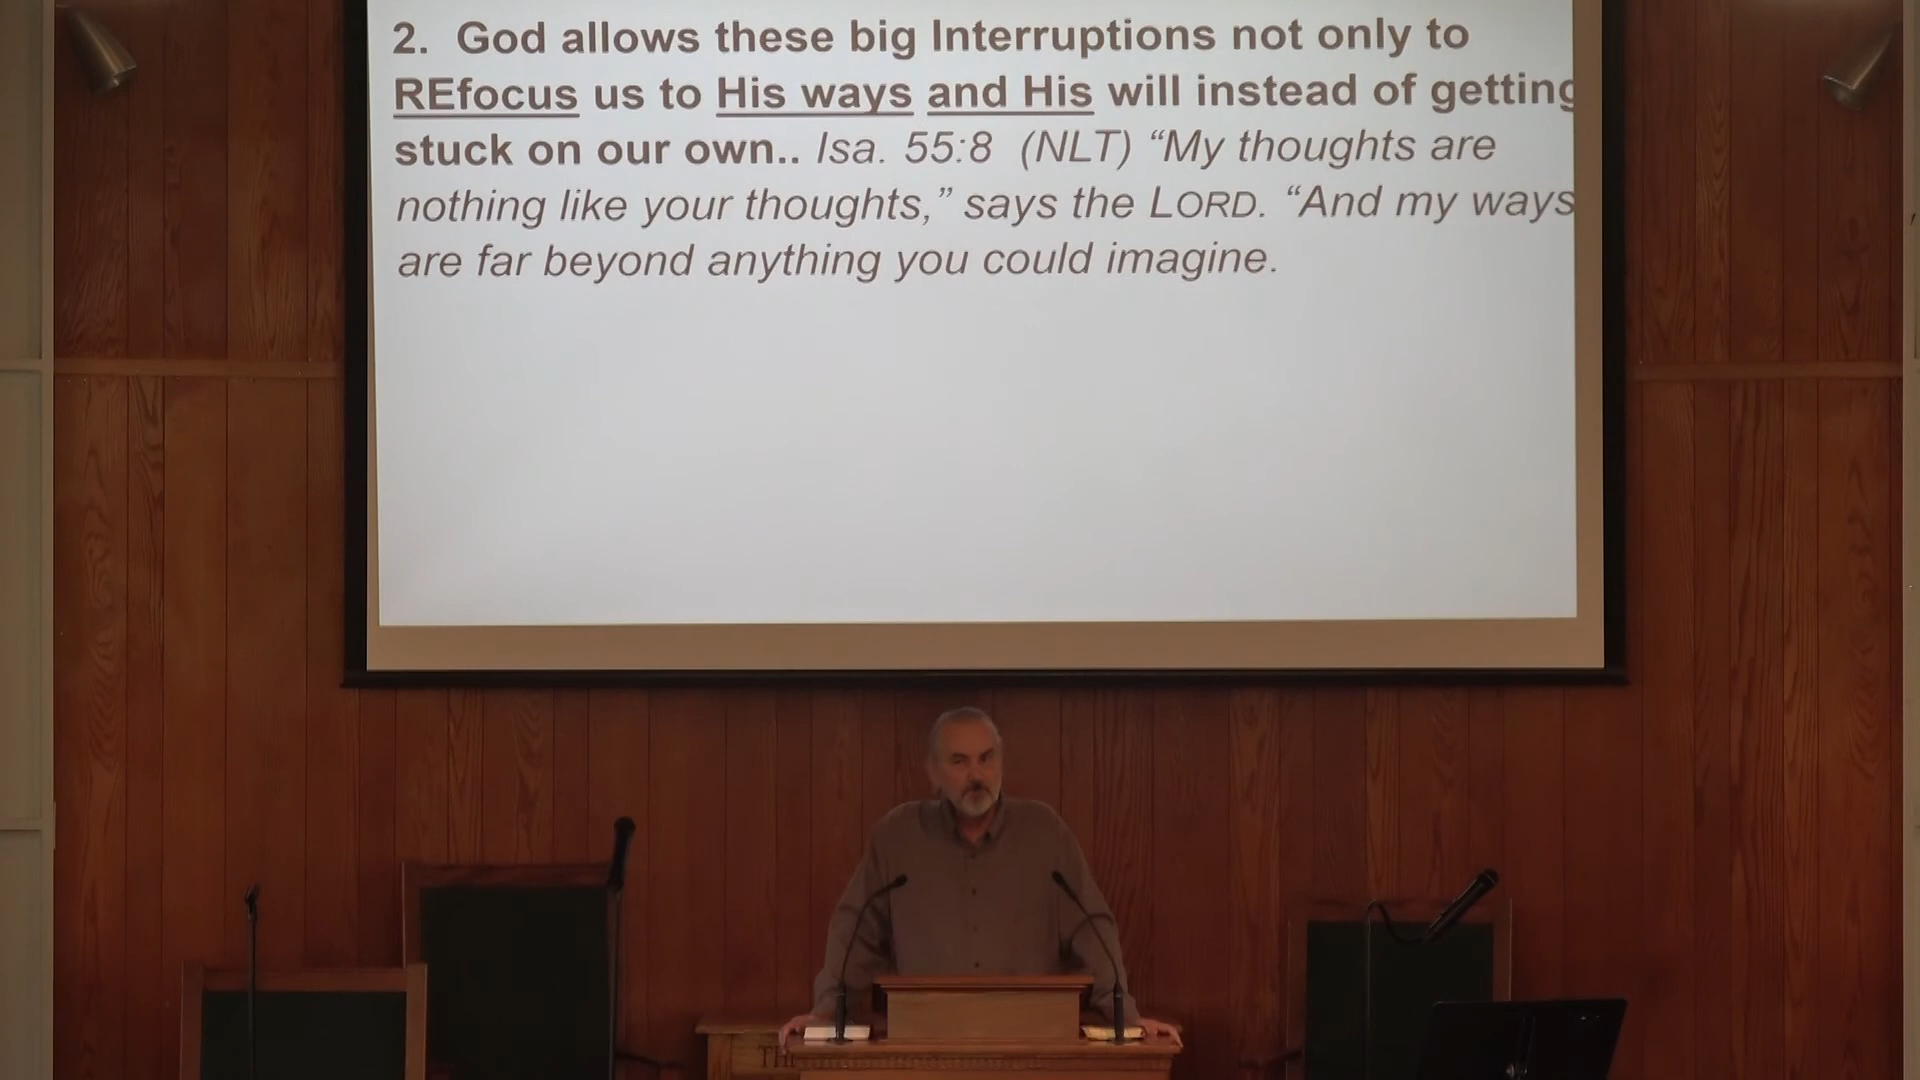 2. God allows these big Interruptions not only to
REfocus us to His ways and His will instead of getting
stuck on our own.. Isa. 55:8 (NLT) “My thoughts are
nothing like your thoughts,” says the LORD. “And my ways
are far beyond anything you could imagine.